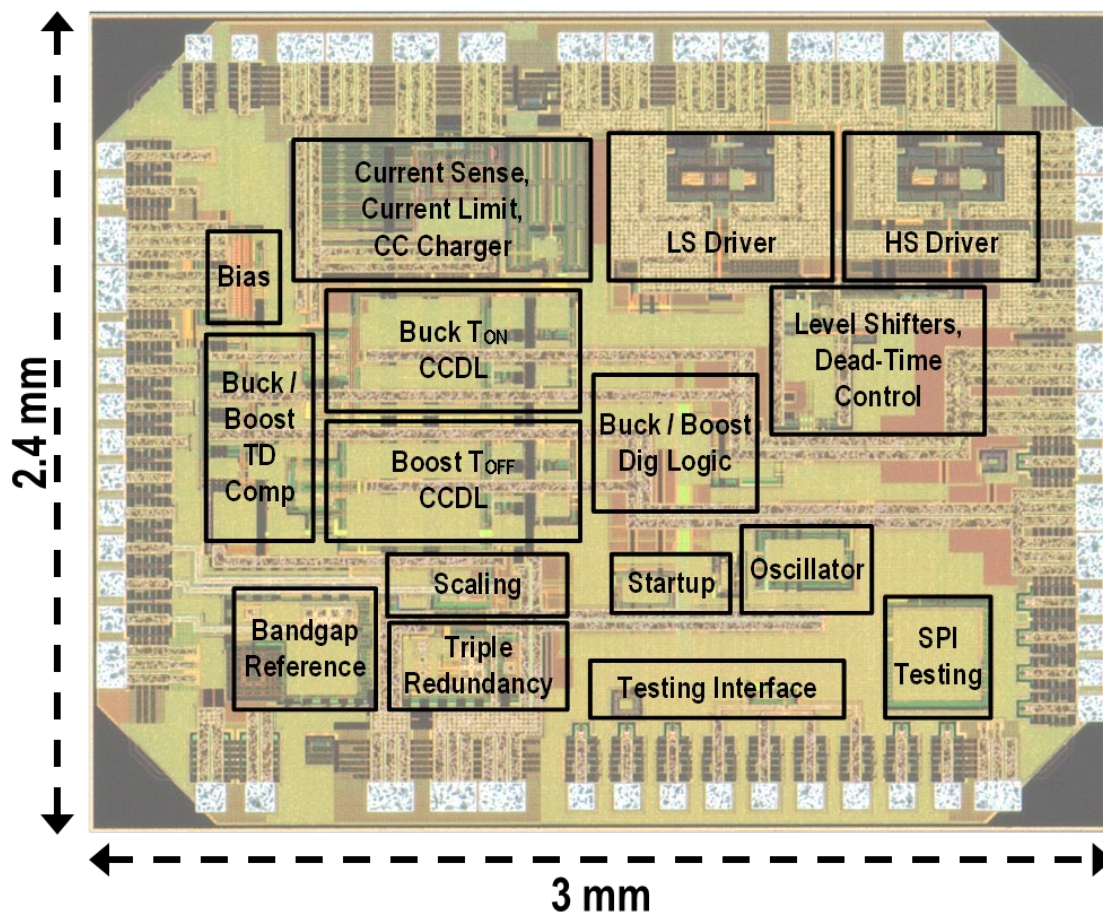 Current Sense,
Current Limit,
CC Charger
LS Driver
HS Driver
Bias
Buck TON
CCDL
Level Shifters,
Dead-Time
Control
Buck /
Boost
TD
Comp
Buck / Boost
Dig Logic
Boost TOFF
CCDL
2.4 mm
Scaling
Startup
Oscillator
Bandgap
Reference
Triple
Redundancy
SPI
Testing
Testing Interface
3 mm